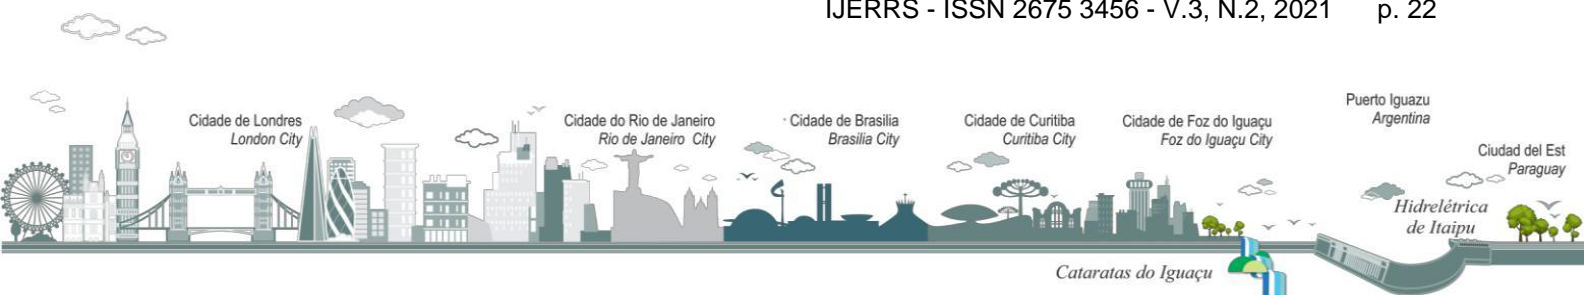 IJERRS - ISSN 2675 3456 - V.3, N.2, 2021 p. 22
Cidade de Londres
London City
Cidade do Rio de Janeiro
Rio de Janeiro City
Cidade de Brasilia
Brasilia City
Cidade de Curitiba
Curitiba City
Cidade de Foz do Iguaçu
Foz do Iguaçu City
Puerto Iguazu
Argentina
Ciudad del Est
Paraguay
Hidrelétrica
de Itaipu
Cataratas do Iguaçu